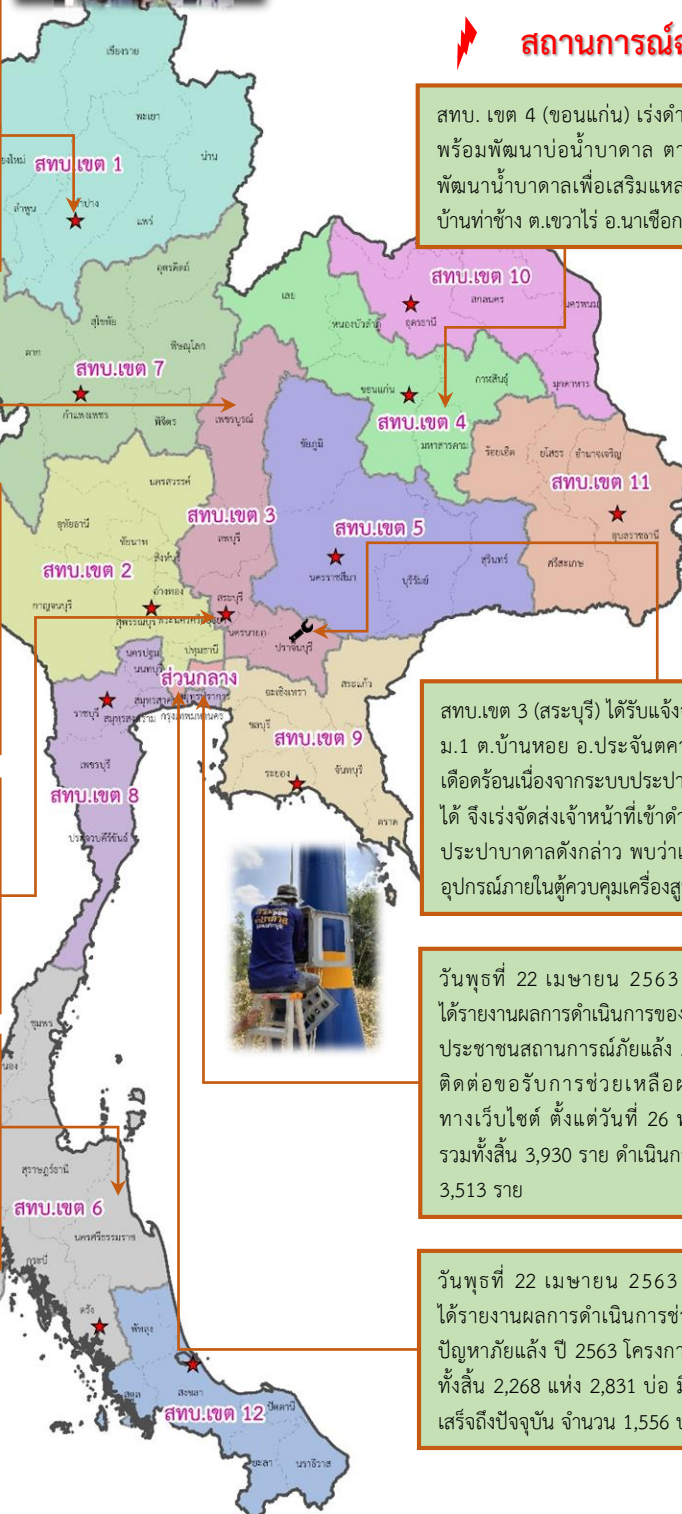 สถานการณ์
สทบ. เขต 4 (ขอนแก่น) เร่งดำ
พร้อมพัฒนาบ่อน้ำบาดาล ตา
พัฒนาน้ำบาดาลเพื่อเสริมแหล
บ้านท่าช้าง ต.เขวาไร่ อ.นาเชือก
เชียงราย
พะเยา
น่าน
สทบ.เขต 1
ลำพูน
แพร่
อุตรดิตถ์
สุโขทัย
ตาก
พิษณุโลก
สทบ.เขต 7
กำแพงเพชร
พิจิตร
เพชรบูรณ์
เลย
หนองบัวลำภู
สทบ.เขต 10
อุดรธานี
สกลนคร
นครพนม
มุกดาหาร
ขอนแก่น
กาฬสินธุ์
สทบ.เขต 4
มหาสารคาม
ชัยภูมิ
ร้อยเอ็ด
ยโสธร
อำนาจเจริญ
สทบ.เขต 11
อุบลราชธานี
ศรีสะเกษ
นครสวรรค์
อุทัยธานี
ชัยนาท
สิงห์บุรี
ลพบุรี
สทบ.เขต 3
สทบ.เขต 5
นครราชสีมา
บุรีรัมย์
สุรินทร์
สทบ.เขต 2
กาญจนบุรี
อ่างทอง
สุพรรณบุรี
สระบุรี
นครนายก
ปราจีนบุรี
ปทุมธานี
นครปฐม
นนทบุรี
ส่วนกลาง
ราชบุรี
กรุงเทพมหานคร
ฉะเชิงเทรา
สระแก้ว
ชลบุรี
สทบ.เขต 9
ระยอง
จันทบุรี
ตราด
เพชรบุรี
สทบ.เขต 8
ประจวบคีรีขันธ์
สทบ.เขต 3 (สระบุรี) ได้รับแจ้งจ
ม.1 ต.บ้านหอย อ.ประจันตคา
เดือดร้อนเนื่องจากระบบประปา
ได้ จึงเร่งจัดส่งเจ้าหน้าที่เข้าดำ
ประปาบาดาลดังกล่าว พบว่าเ
อุปกรณ์ภายในตู้ควบคุมเครื่องสู
วันพุธที่ 22 เมษายน 2563
ได้รายงานผลการดำเนินการของ
ประชาชนสถานการณ์ภัยแล้ง
ติดต่อขอรับการช่วยเหลือผ
ทางเว็บไซต์ ตั้งแต่วันที่ 26 พ
รวมทั้งสิ้น 3,930 ราย ดำเนินก
3,513 ราย
ชุมพร
สุราษฎร์ธานี
สทบ.เขต 6
นครศรีธรรมราช
กระบี่
ตรัง
พัทลุง
สตูล
สงขลา
ปัตตานี
สทบ.เขต 12
ยะลา
นราธิวาส
วันพุธที่ 22 เมษายน 2563
ได้รายงานผลการดำเนินการช่ว
ปัญหาภัยแล้ง ปี 2563 โครงกา
ทั้งสิ้น 2,268 แห่ง 2,831 บ่อ มี
เสร็จถึงปัจจุบัน จำนวน 1,556 บ